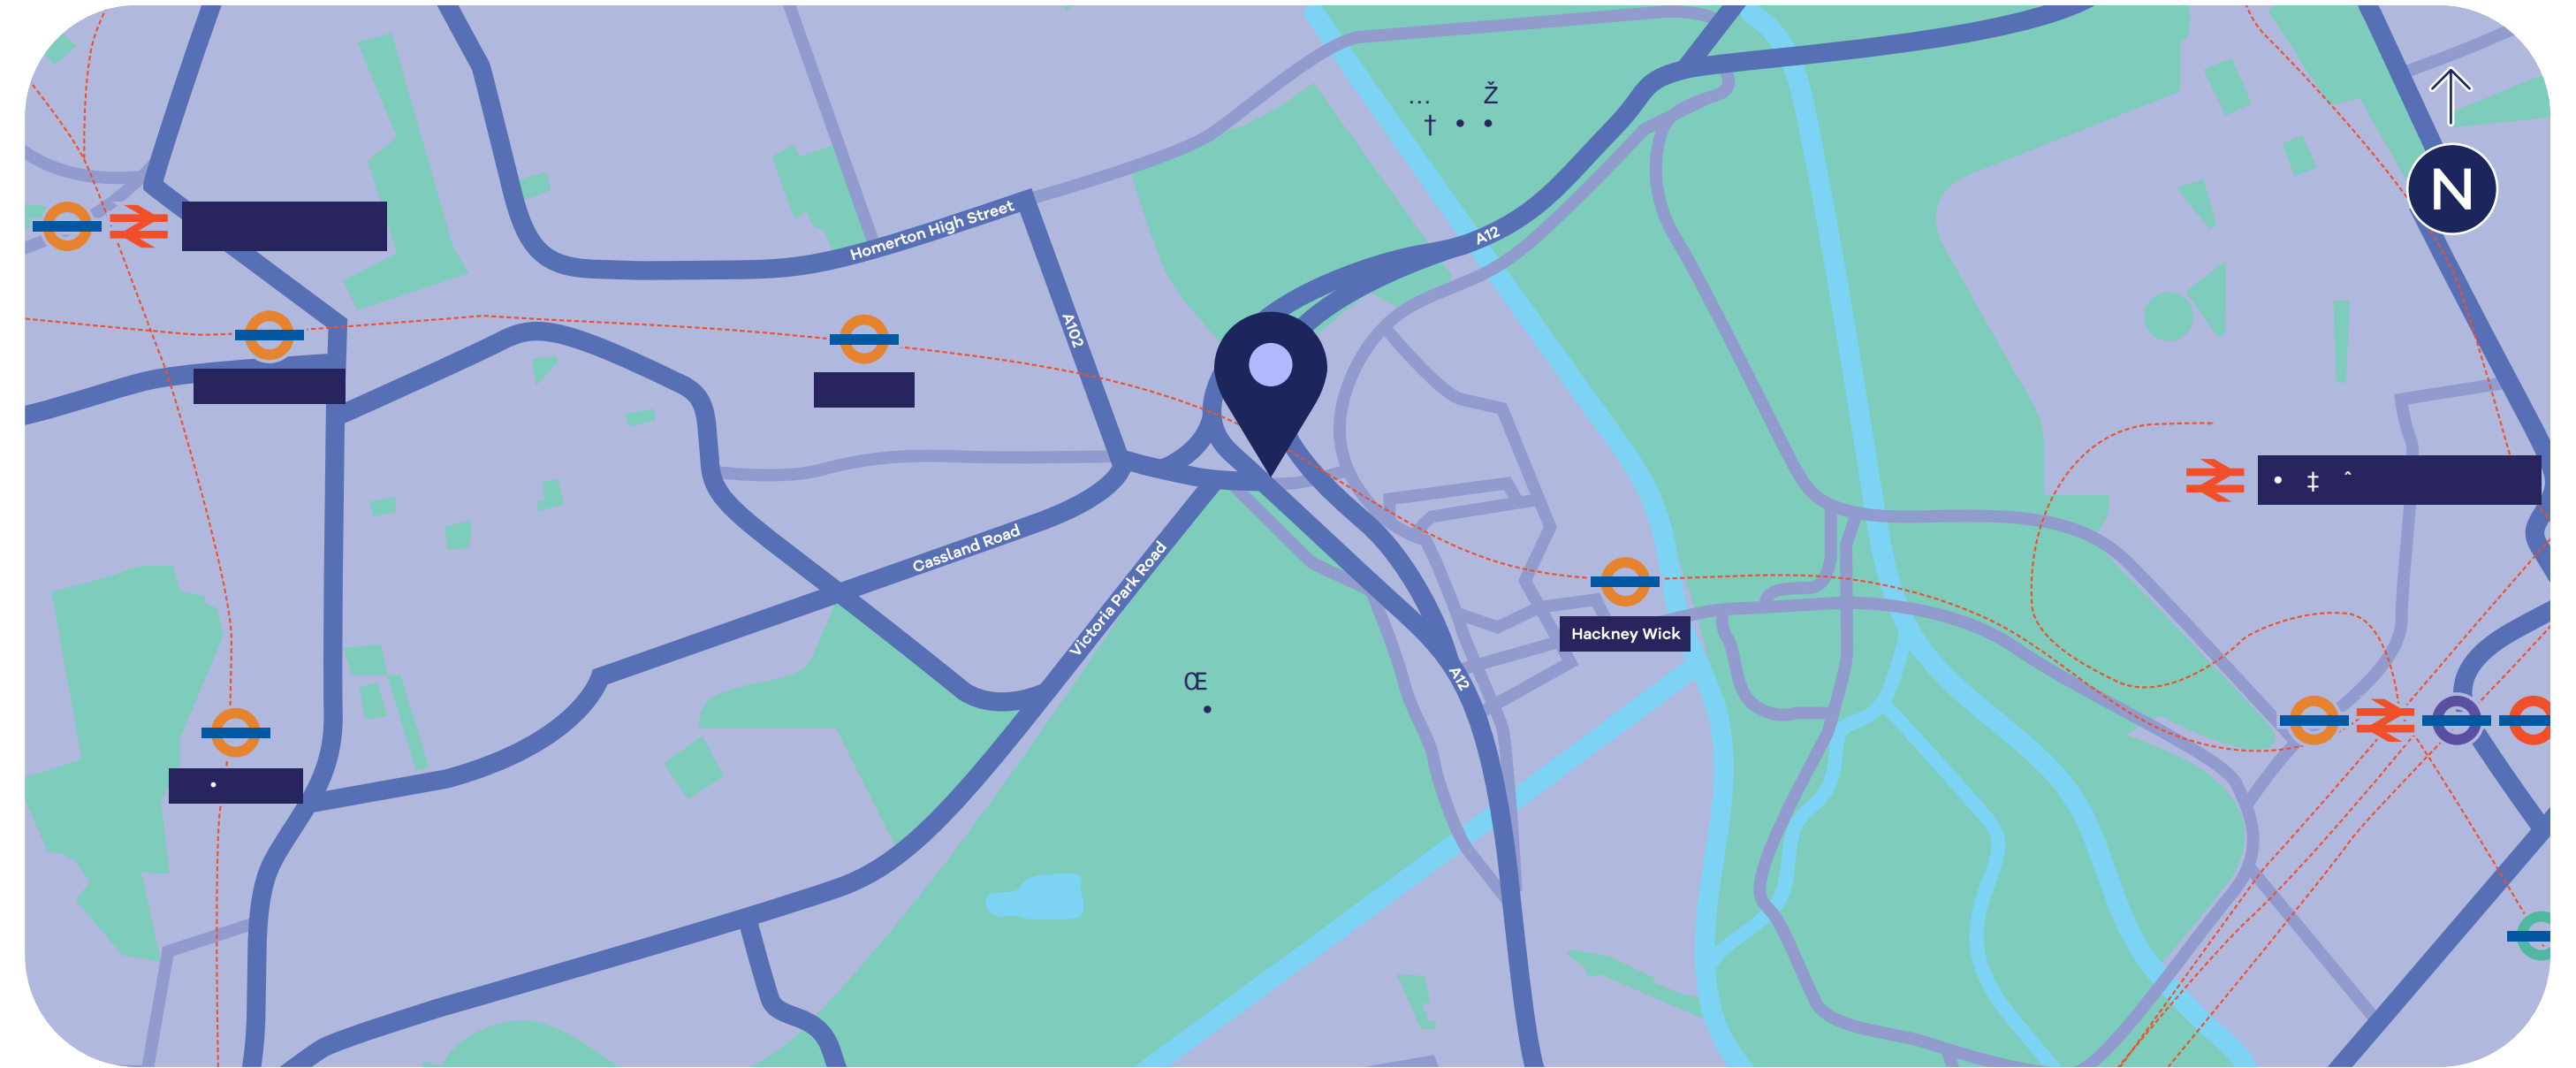 … Ž
† • •
N
Homerton High Street
A12
A102
• ‡ ˆ
Cassland Road
Victoria Park Road
Hackney Wick
A12
Œ
•
•